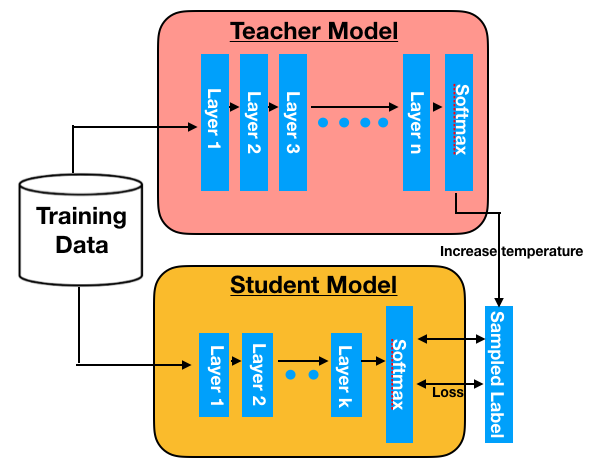 Teacher Model
Layer 1
Layer 2
Layer 3
Layer n
Softmax
Training
Data
Increase temperature
Student Model
Layer 1
Layer 2
Layer k
Softmax
Loss
Sampled Label